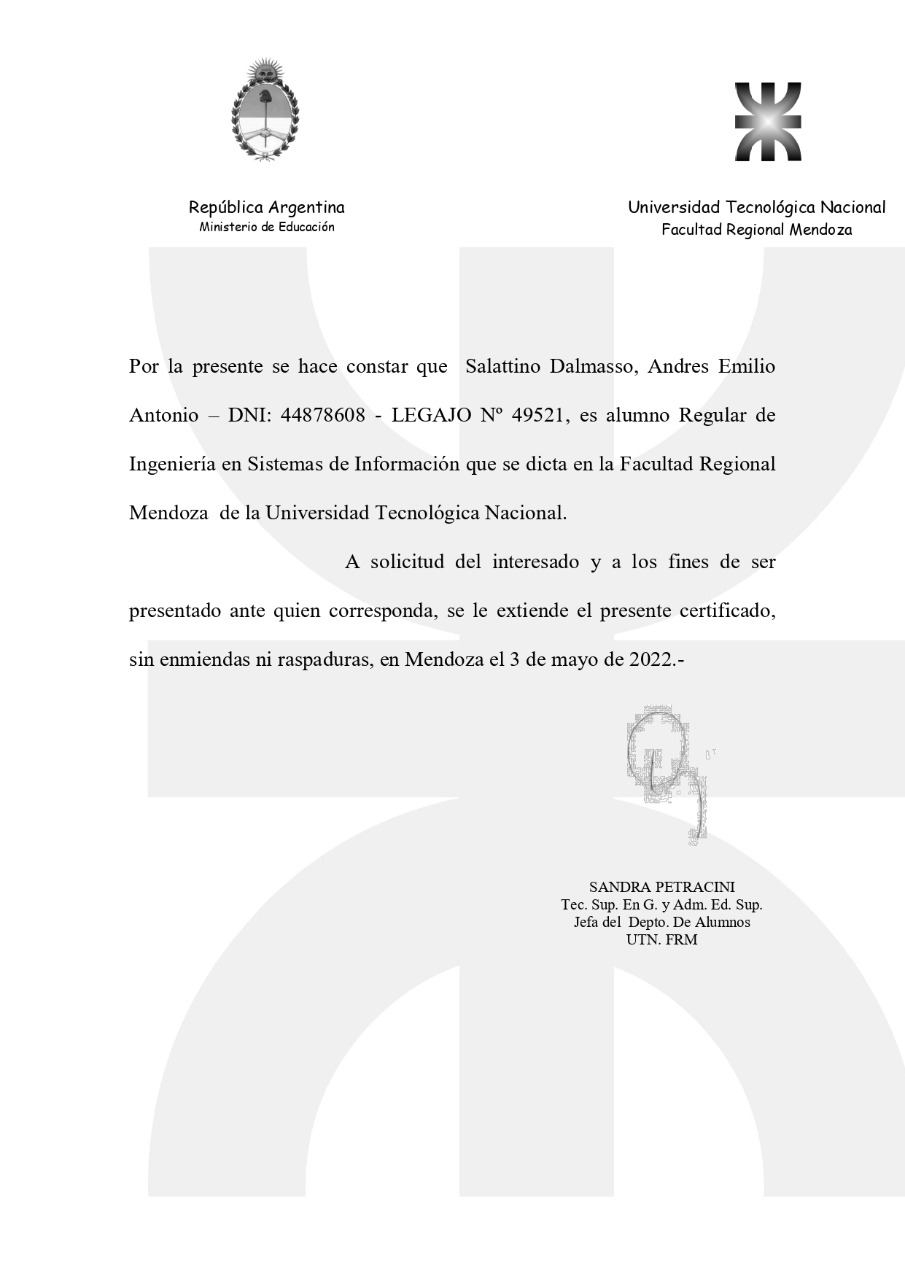 República Argentina
Ministerio de Educación
Universidad Tecnológica Nacional
Facultad Regional Mendoza
Por la presente se hace constar que Salattino Dalmasso, Andres Emilio
Antonio – DNI: 44878608 - LEGAJO Nº 49521, es alumno Regular de
Ingeniería en Sistemas de Información que se dicta en la Facultad Regional
Mendoza de la Universidad Tecnológica Nacional.
A solicitud del interesado y a los fines de ser
presentado ante quien corresponda, se le extiende el presente certificado,
sin enmiendas ni raspaduras, en Mendoza el 3 de mayo de 2022.-
SANDRA PETRACINI
Tec. Sup. En G. y Adm. Ed. Sup.
Jefa del Depto. De Alumnos
UTN. FRM